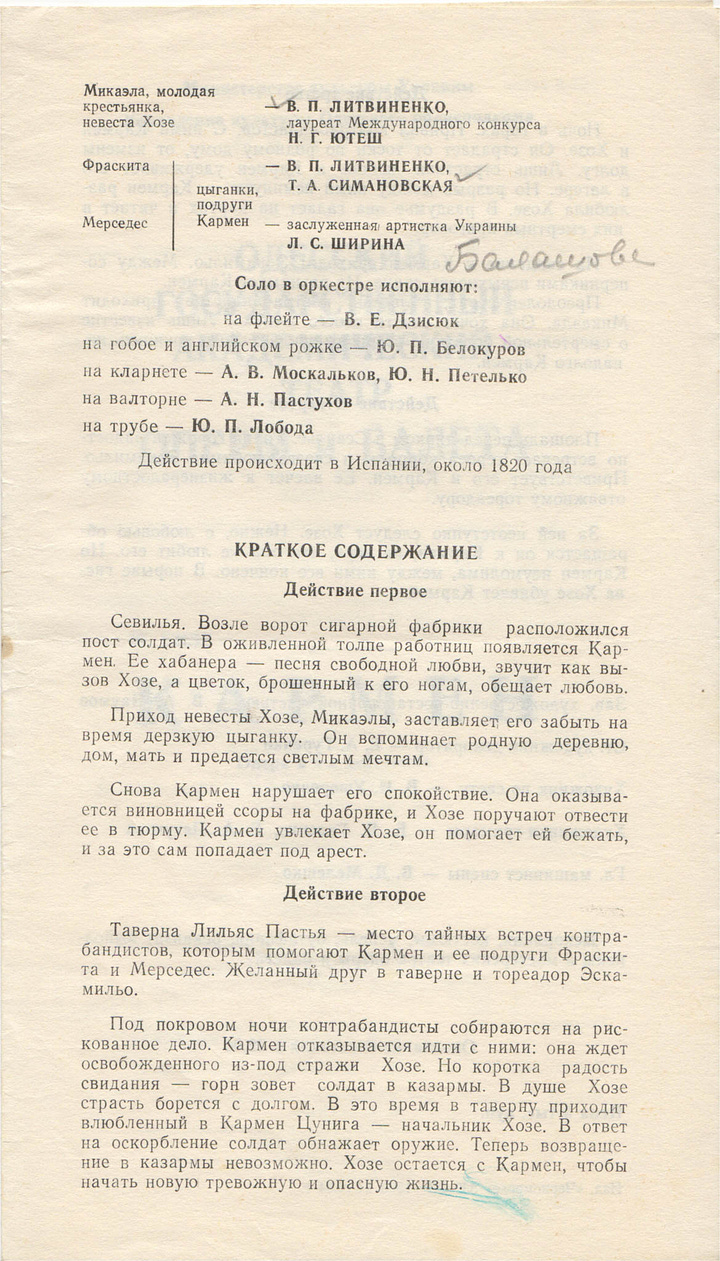 Микаэла, молодая
крестьянка,
невеста Хозе
— В. П. ЛИТВИНЕНКО,
лауреат Международного конкурса
Н. Г. ЮТЕШ
Фраскита
— В. П. ЛИТВИНЕНКО,
Т. А. СИМАНОВСКАЯ
цыганки,
подруги
Кармен
Мерседес
— заслуженная артистка Украины
Л. С. ШИРИНА
Соло в оркестре исполняют:
на флейте — В. Е. Дзисюк
на гобое и английском рожке — Ю. П. Белокуров
на кларнете — А. В. Москальков, Ю. Н. Петелько
на валторне — А. Н. Пастухов
на трубе — Ю. П. Лобода
Действие происходит в Испании, около 1820 года
КРАТКОЕ СОДЕРЖАНИЕ
Действие первое
Севилья. Возле ворот сигарной фабрики расположился
пост солдат. В оживленной толпе работниц появляется Кар-
мен. Ее хабанера — песня свободной любви, звучит как вы-
зов Хозе, а цветок, брошенный к его ногам, обещает любовь.
Приход невесты Хозе, Микаэлы, заставляет его забыть на
время дерзкую цыганку. Он вспоминает родную деревню,
дом, мать и предается светлым мечтам.
Снова Кармен нарушает его спокойствие. Она оказыва-
ется виновницей ссоры на фабрике, и Хозе поручают отвести
ее в тюрму. Кармен увлекает Хозе, он помогает ей бежать,
и за это сам попадает под арест.
Действие второе
Таверна Лильяс Пастья — место тайных встреч контра-
бандистов, которым помогают Кармен и ее подруги Фраски-
та и Мерседес. Желанный друг в таверне и тореадор Эска-
мильо.
Под покровом ночи контрабандисты собираются на рис-
кованное дело. Кармен отказывается идти с ними: она ждет
освобожденного из-под стражи Хозе. Но коротка радость
свидания — горн зовет солдат в казармы. В душе Хозе
страсть борется с долгом. В это время в таверну приходит
влюбленный в Кармен Цунига — начальник Хозе. В ответ
на оскорбление солдат обнажает оружие. Теперь возвраще-
ние в казармы невозможно. Хозе остается с Кармен, чтобы
начать новую тревожную и опасную жизнь.